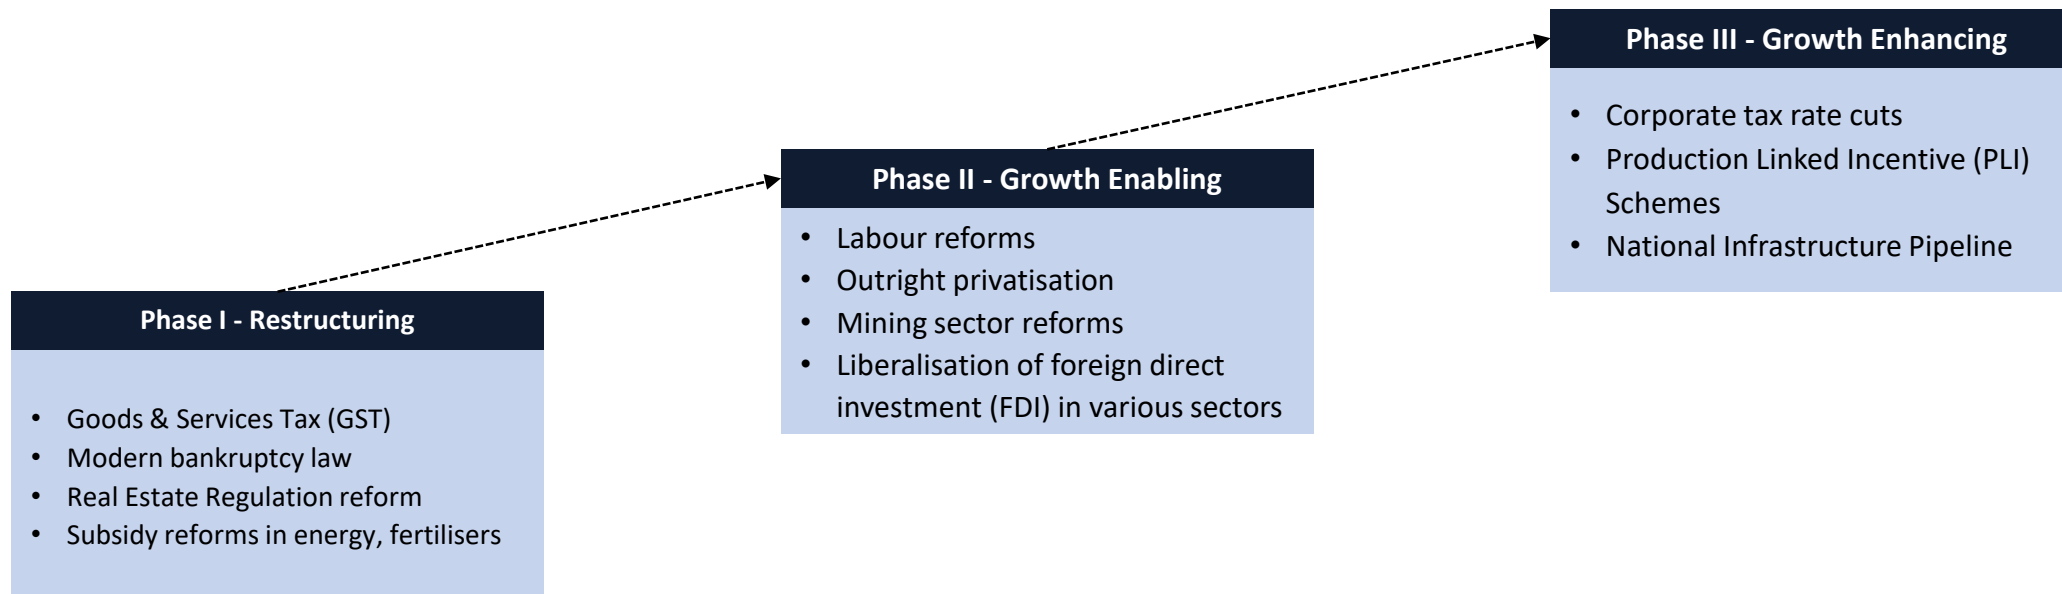 Phase I - Restructuring
• Goods & Services Tax (GST)
• Modern bankruptcy law
• Real Estate Regulation reform
• Subsidy reforms in energy, fertilisers
Phase II - Growth Enabling
• Labour reforms
• Outright privatisation
• Mining sector reforms
• Liberalisation of foreign direct
investment (FDI) in various sectors
Phase III - Growth Enhancing
• Corporate tax rate cuts
• Production Linked Incentive (PLI)
Schemes
• National Infrastructure Pipeline